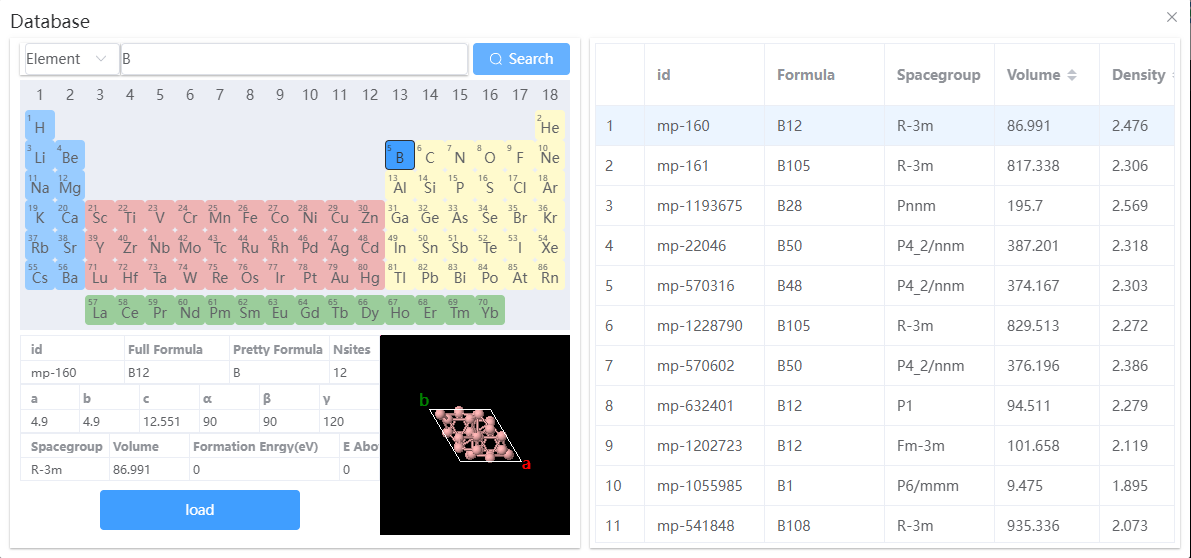 Database
Element B Search
1 2 3 4 5 6 7 8 9 10 11 12 13 14 15 16 17 18
1 H 2 He
3 Li 4 Be 5 B 6 C 7 N 8 O 9 F 10 Ne
11 Na 12 Mg 13 Al 14 Si 15 P 16 S 17 Cl 18 Ar
19 K 20 Ca 21 Sc 22 Ti 23 V 24 Cr 25 Mn 26 Fe 27 Co 28 Ni 29 Cu 30 Zn 31 Ga 32 Ge 33 As 34 Se 35 Br 36 Kr
37 Rb 38 Sr 39 Y 40 Zr 41 Nb 42 Mo 43 Tc 44 Ru 45 Rh 46 Pd 47 Ag 48 Cd 49 In 50 Sn 51 Sb 52 Te 53 I 54 Xe
55 Cs 56 Ba 71 Lu 72 Hf 73 Ta 74 W 75 Re 76 Os 77 Ir 78 Pt 79 Au 80 Hg 81 Tl 82 Pb 83 Bi 84 Po 85 At 86 Rn
57 La 58 Ce 59 Pr 60 Nd 61 Pm 62 Sm 63 Eu 64 Gd 65 Tb 66 Dy 67 Ho 68 Er 69 Tm 70 Yb
id Full Formula Pretty Formula Nsites
mp-160 B12 B 12
a b c α β γ
4.9 4.9 12.551 90 90 120
Spacegroup Volume Formation Enrgy(eV) E Abo
R-3m 86.991 0 0
load
b
a
id Formula Spacegroup Volume Density
1 mp-160 B12 R-3m 86.991 2.476
2 mp-161 B105 R-3m 817.338 2.306
3 mp-1193675 B28 Pnnm 195.7 2.569
4 mp-22046 B50 P4_2/nnm 387.201 2.318
5 mp-570316 B48 P4_2/nnm 374.167 2.303
6 mp-1228790 B105 R-3m 829.513 2.272
7 mp-570602 B50 P4_2/nnm 376.196 2.386
8 mp-632401 B12 P1 94.511 2.279
9 mp-1202723 B12 Fm-3m 101.658 2.119
10 mp-1055985 B1 P6/mmm 9.475 1.895
11 mp-541848 B108 R-3m 935.336 2.073